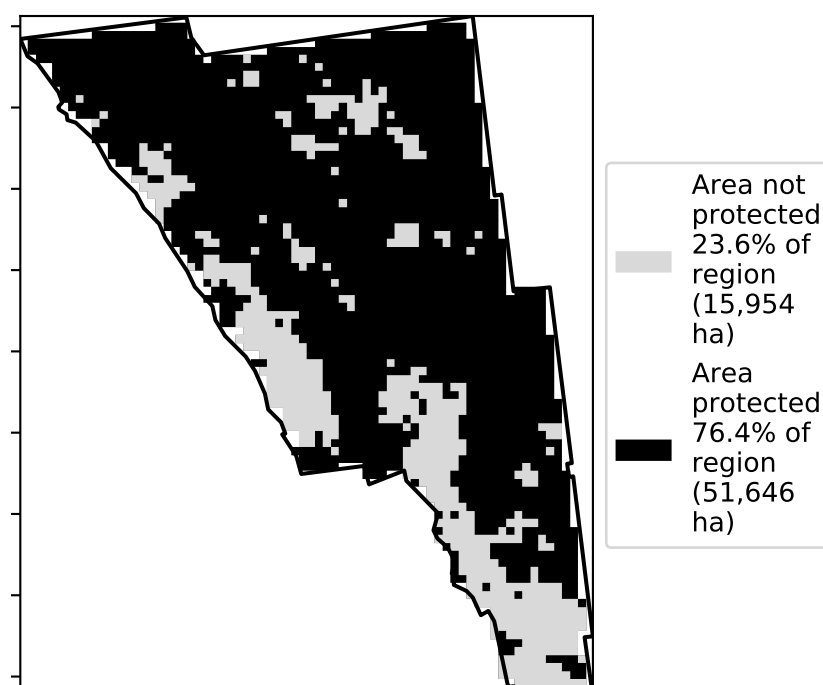 Area not
protected
23.6% of
region
(15,954
ha)
Area
protected
76.4% of
region
(51,646
ha)